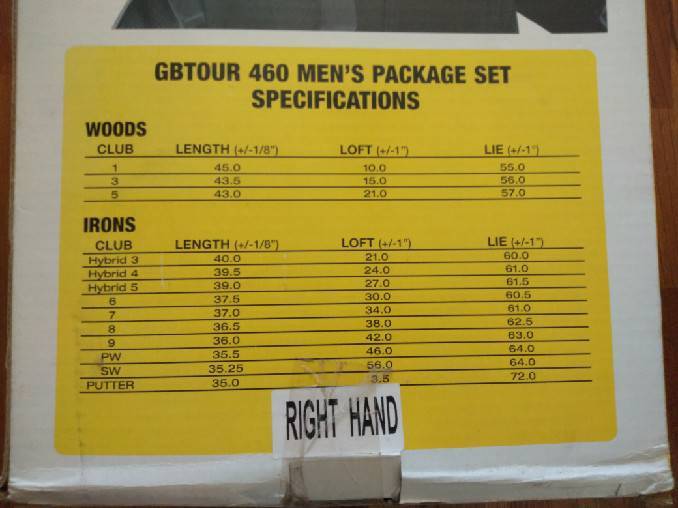 GBTOUR 460 MEN'S PACKAGE SET
SPECIFICATIONS
WOODS
CLUB LENGTH (+/-1/8") LOFT (+/-1°) LIE (+/-1°)
1 45.0 10.0 55.0
3 43.5 15.0 56.0
5 43.0 21.0 57.0
IRONS
CLUB LENGTH (+/-1/8") LOFT (+/-1°) LIE (+/-1°)
Hybrid 3 40.0 21.0 60.0
Hybrid 4 39.5 24.0 61.0
Hybrid 5 39.0 27.0 61.5
6 37.5 30.0 60.5
7 37.0 34.0 61.0
8 36.5 38.0 62.5
9 36.0 42.0 63.0
PW 35.5 46.0 64.0
SW 35.25 56.0 64.0
PUTTER 35.0 3.5 72.0
RIGHT HAND